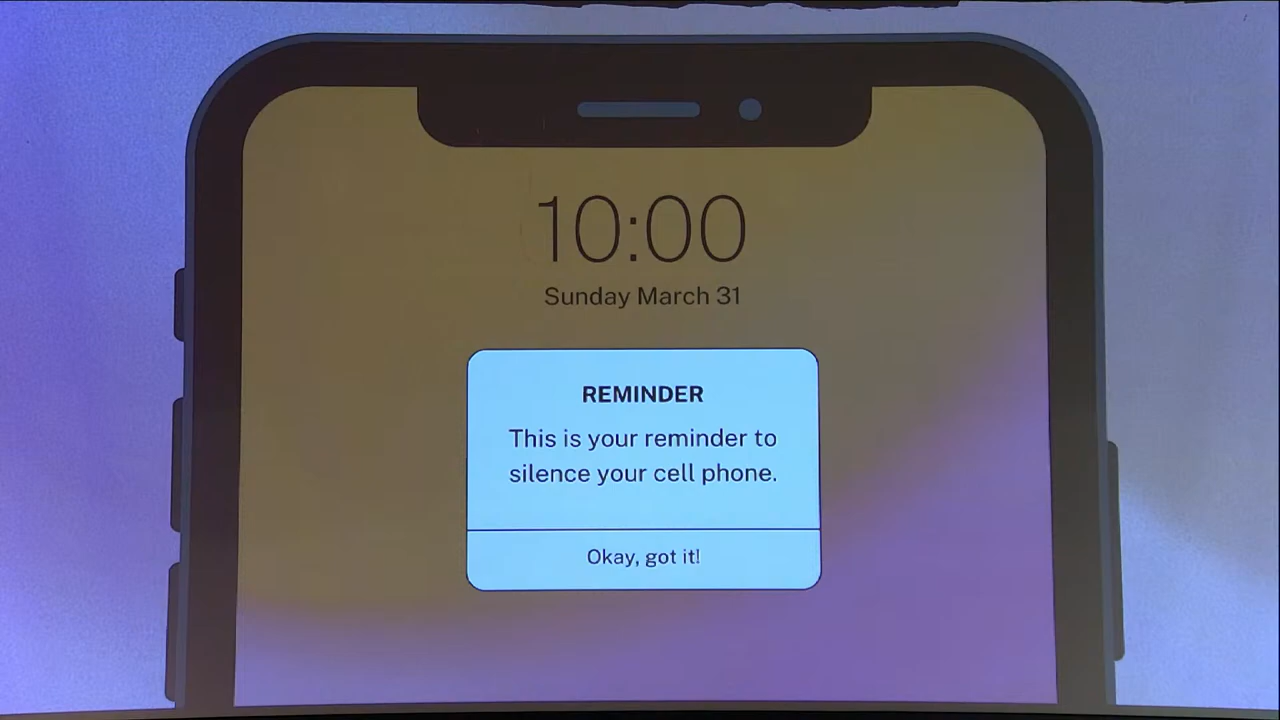 10:00
Sunday March 31
REMINDER
This is your reminder to
silence your cell phone.
Okay, got it!